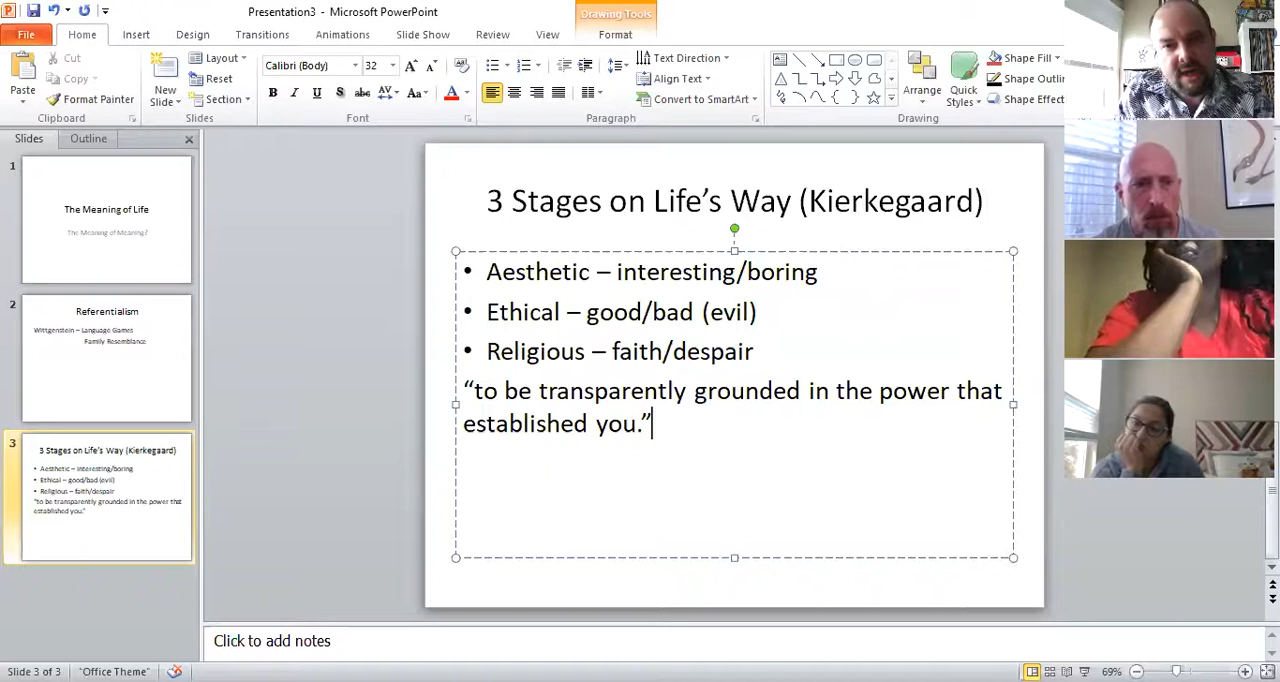 Presentation3 - Microsoft PowerPoint
Drawing Tools
File Home Insert Design Transitions Animations Slide Show Review View Format
Cut
Copy
Format Painter
Paste
Clipboard
New Slide
Layout
Reset
Section
Slides
Calibri (Body) 32
B I U S abc AV Aa A
Font
Text Direction
Align Text
Convert to SmartArt
Paragraph
Arrange
Quick Styles
Shape Fill
Shape Outlin
Shape Effect
Drawing
Slides Outline
1
The Meaning of Life
The Meaning of Meaning?
2
Referentialism
Wittgenstein – Language Games
Family Resemblance
3
3 Stages on Life's Way (Kierkegaard)
• Aesthetic – interesting/boring
• Ethical – good/bad (evil)
• Religious – faith/despair
"to be transparently grounded in the power that
established you."
3 Stages on Life’s Way (Kierkegaard)
• Aesthetic – interesting/boring
• Ethical – good/bad (evil)
• Religious – faith/despair
“to be transparently grounded in the power that
established you.”
Click to add notes
Slide 3 of 3 "Office Theme" 69%